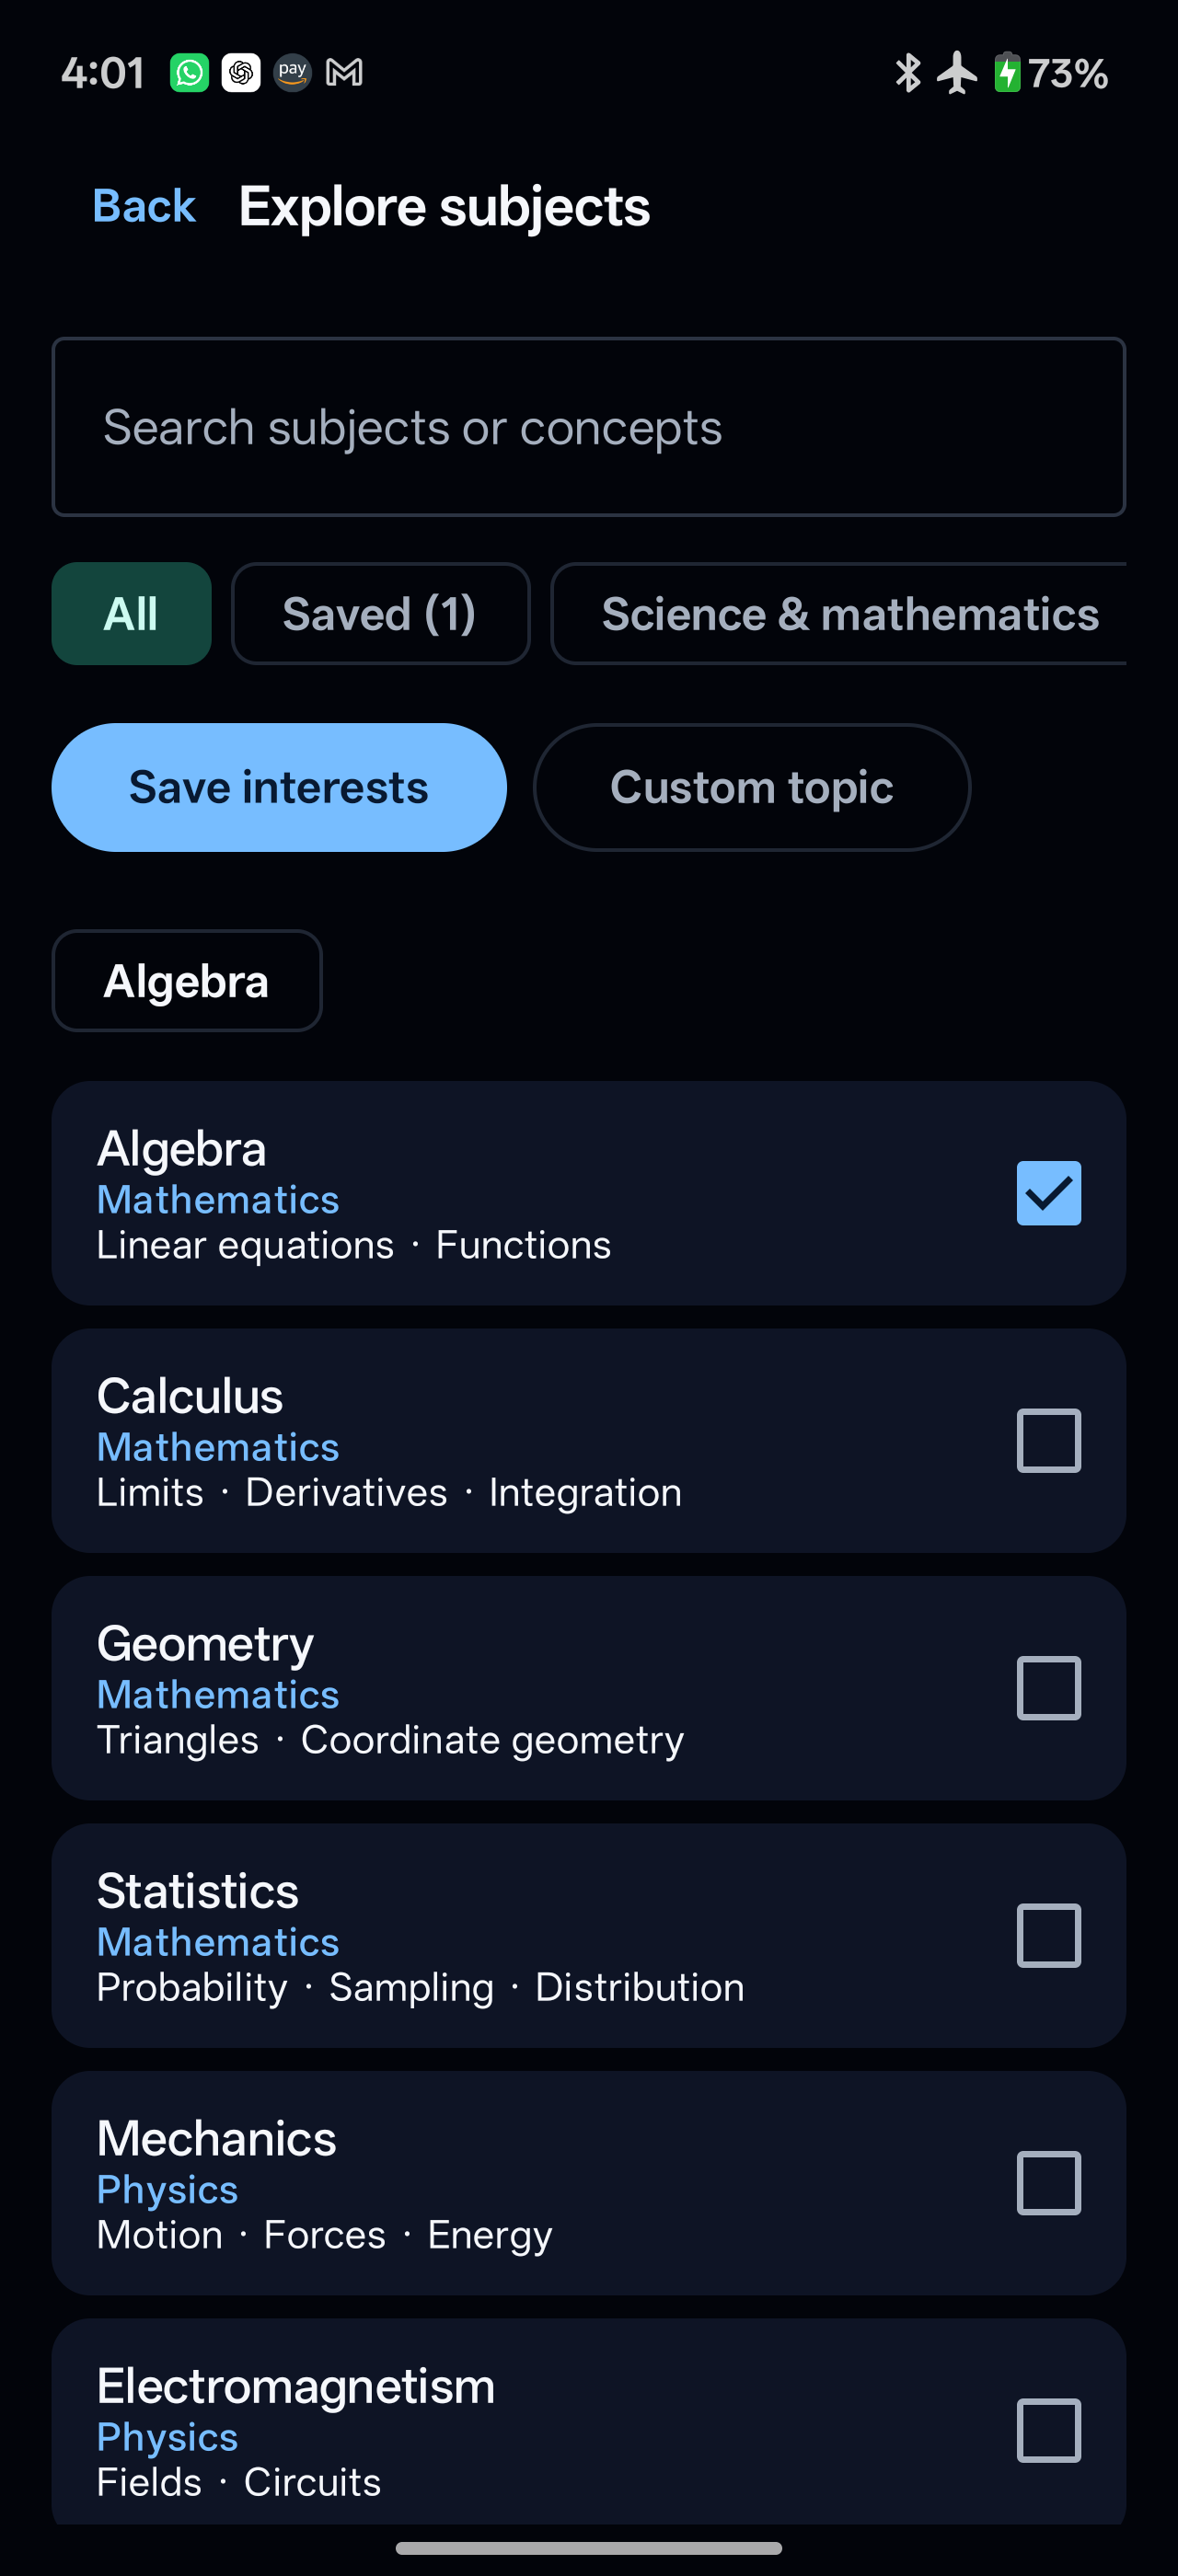 4:01 pay 73%
Back Explore subjects
Search subjects or concepts
All Saved (1) Science & mathematics
Save interests Custom topic
Algebra
Algebra
Mathematics
Linear equations · Functions
Calculus
Mathematics
Limits · Derivatives · Integration
Geometry
Mathematics
Triangles · Coordinate geometry
Statistics
Mathematics
Probability · Sampling · Distribution
Mechanics
Physics
Motion · Forces · Energy
Electromagnetism
Physics
Fields · Circuits